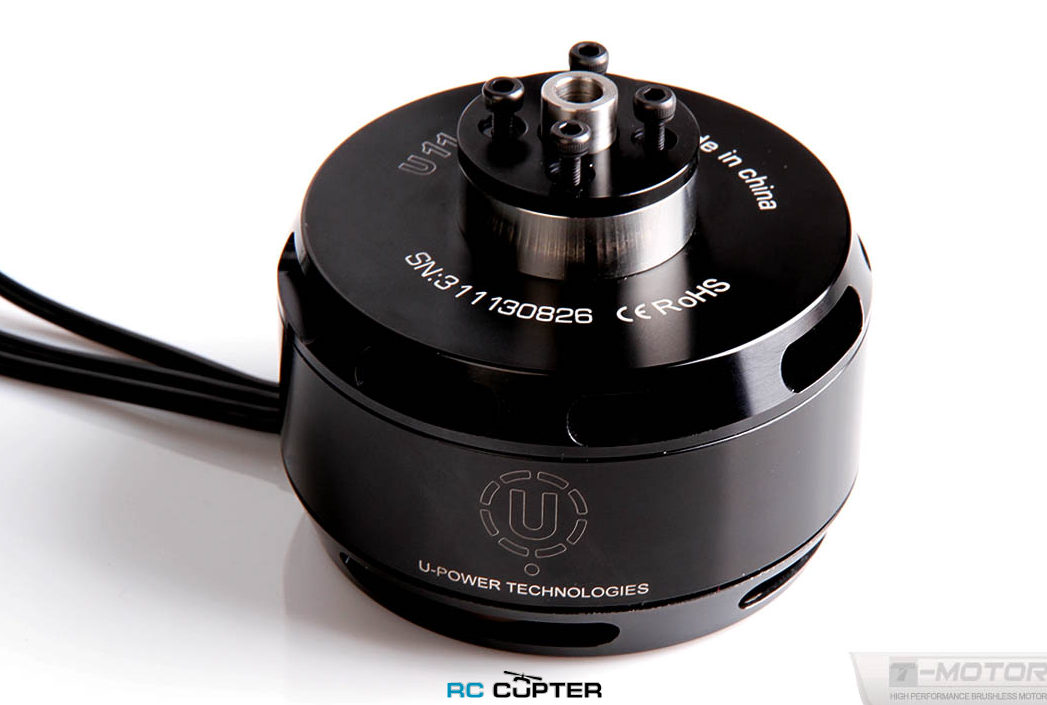 U11
de in china
SN:311130826 CE RoHS
U
U-POWER TECHNOLOGIES
RC COPTER
T-MOTOR
HIGH PERFORMANCE BRUSHLESS MOTOR